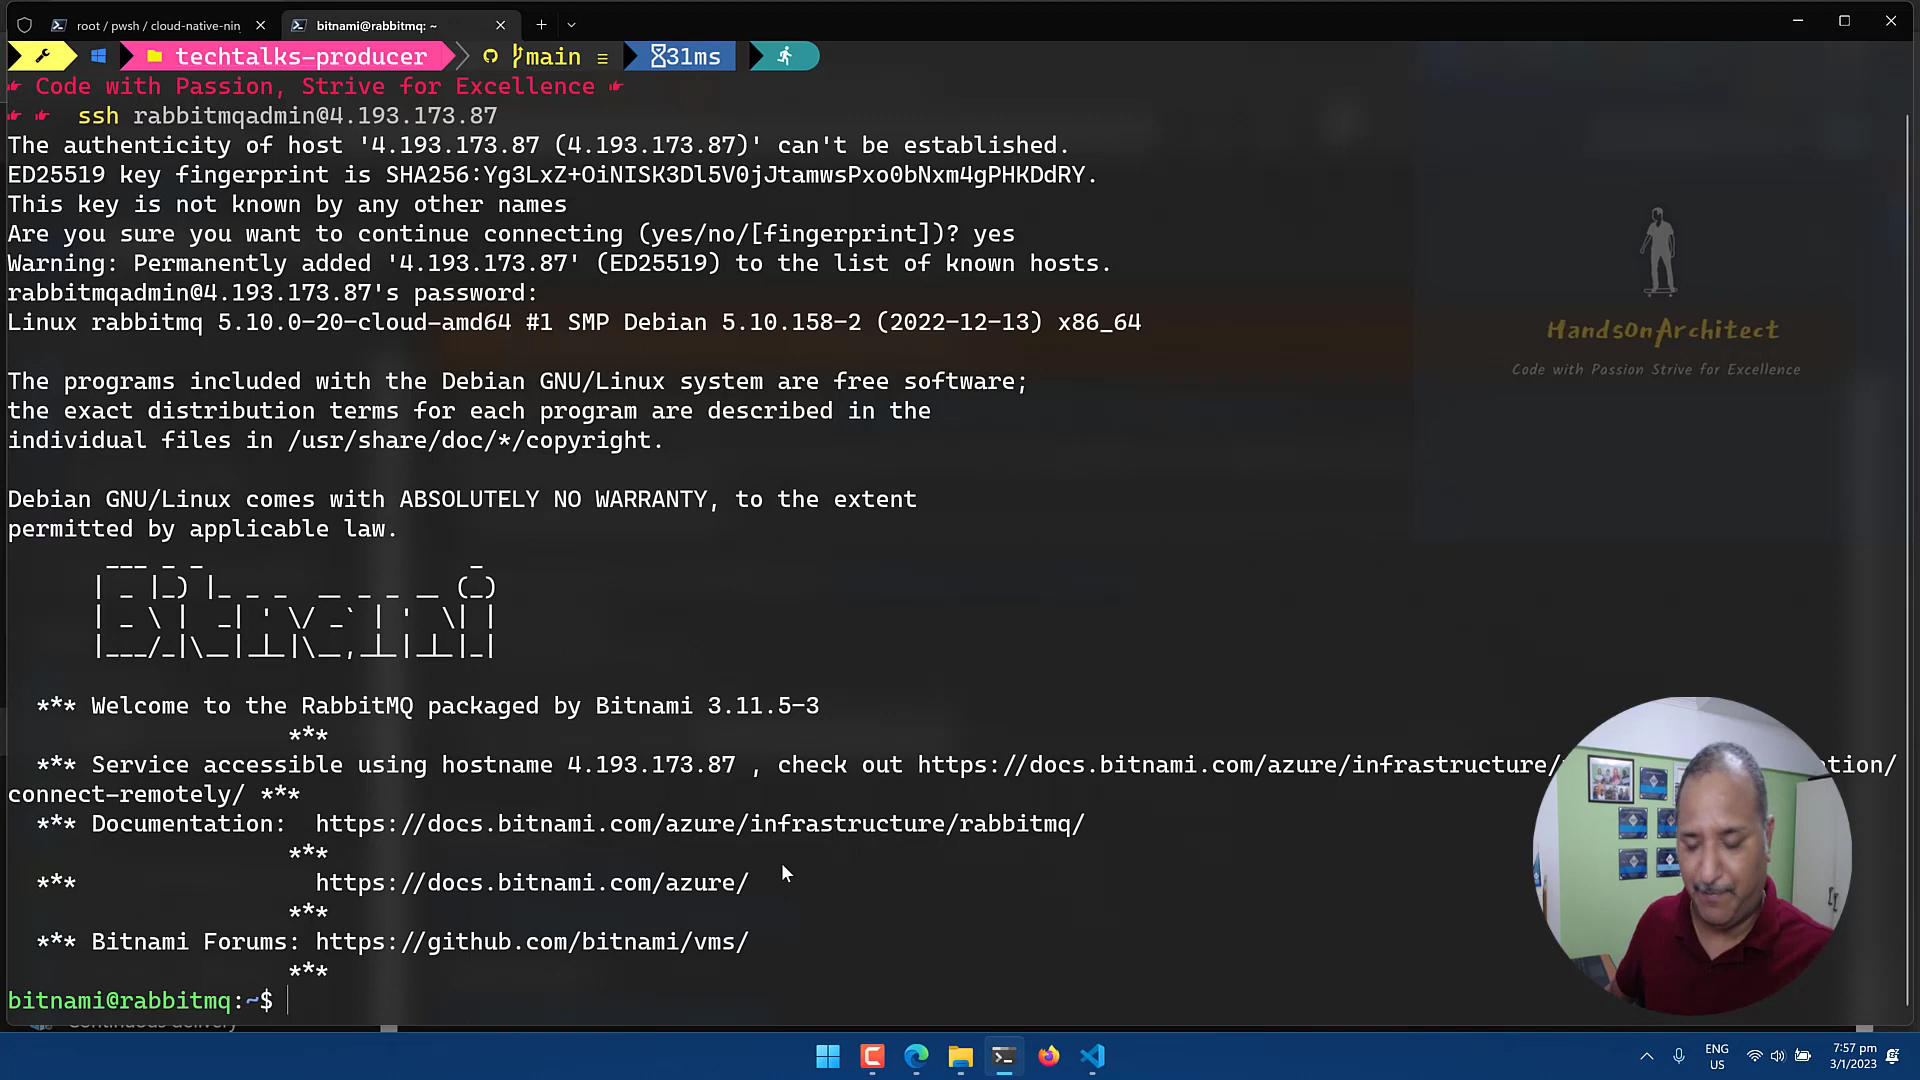 root / pwsh / cloud-native-nin
bitnami@rabbitmq: ~
techtalks-producer
main ≡
31ms
Code with Passion, Strive for Excellence
ssh rabbitmqadmin@4.193.173.87
The authenticity of host '4.193.173.87 (4.193.173.87)' can't be established.
ED25519 key fingerprint is SHA256:Yg3LxZ+OiNISK3Dl5V0jJtamwsPxo0bNxm4gPHKDdRY.
This key is not known by any other names
Are you sure you want to continue connecting (yes/no/[fingerprint])? yes
Warning: Permanently added '4.193.173.87' (ED25519) to the list of known hosts.
rabbitmqadmin@4.193.173.87's password:
Linux rabbitmq 5.10.0-20-cloud-amd64 #1 SMP Debian 5.10.158-2 (2022-12-13) x86_64
The programs included with the Debian GNU/Linux system are free software;
the exact distribution terms for each program are described in the
individual files in /usr/share/doc/*/copyright.
Debian GNU/Linux comes with ABSOLUTELY NO WARRANTY, to the extent
permitted by applicable law.
Bitnami
*** Welcome to the RabbitMQ packaged by Bitnami 3.11.5-3
***
*** Service accessible using hostname 4.193.173.87 , check out https://docs.bitnami.com/azure/infrastructure/ tion/
connect-remotely/ ***
*** Documentation: https://docs.bitnami.com/azure/infrastructure/rabbitmq/
***
*** https://docs.bitnami.com/azure/
***
*** Bitnami Forums: https://github.com/bitnami/vms/
***
bitnami@rabbitmq:~$
HandsOnArchitect
Code with Passion Strive for Excellence
Continuous delivery
ENG
US
7:57 pm
3/1/2023